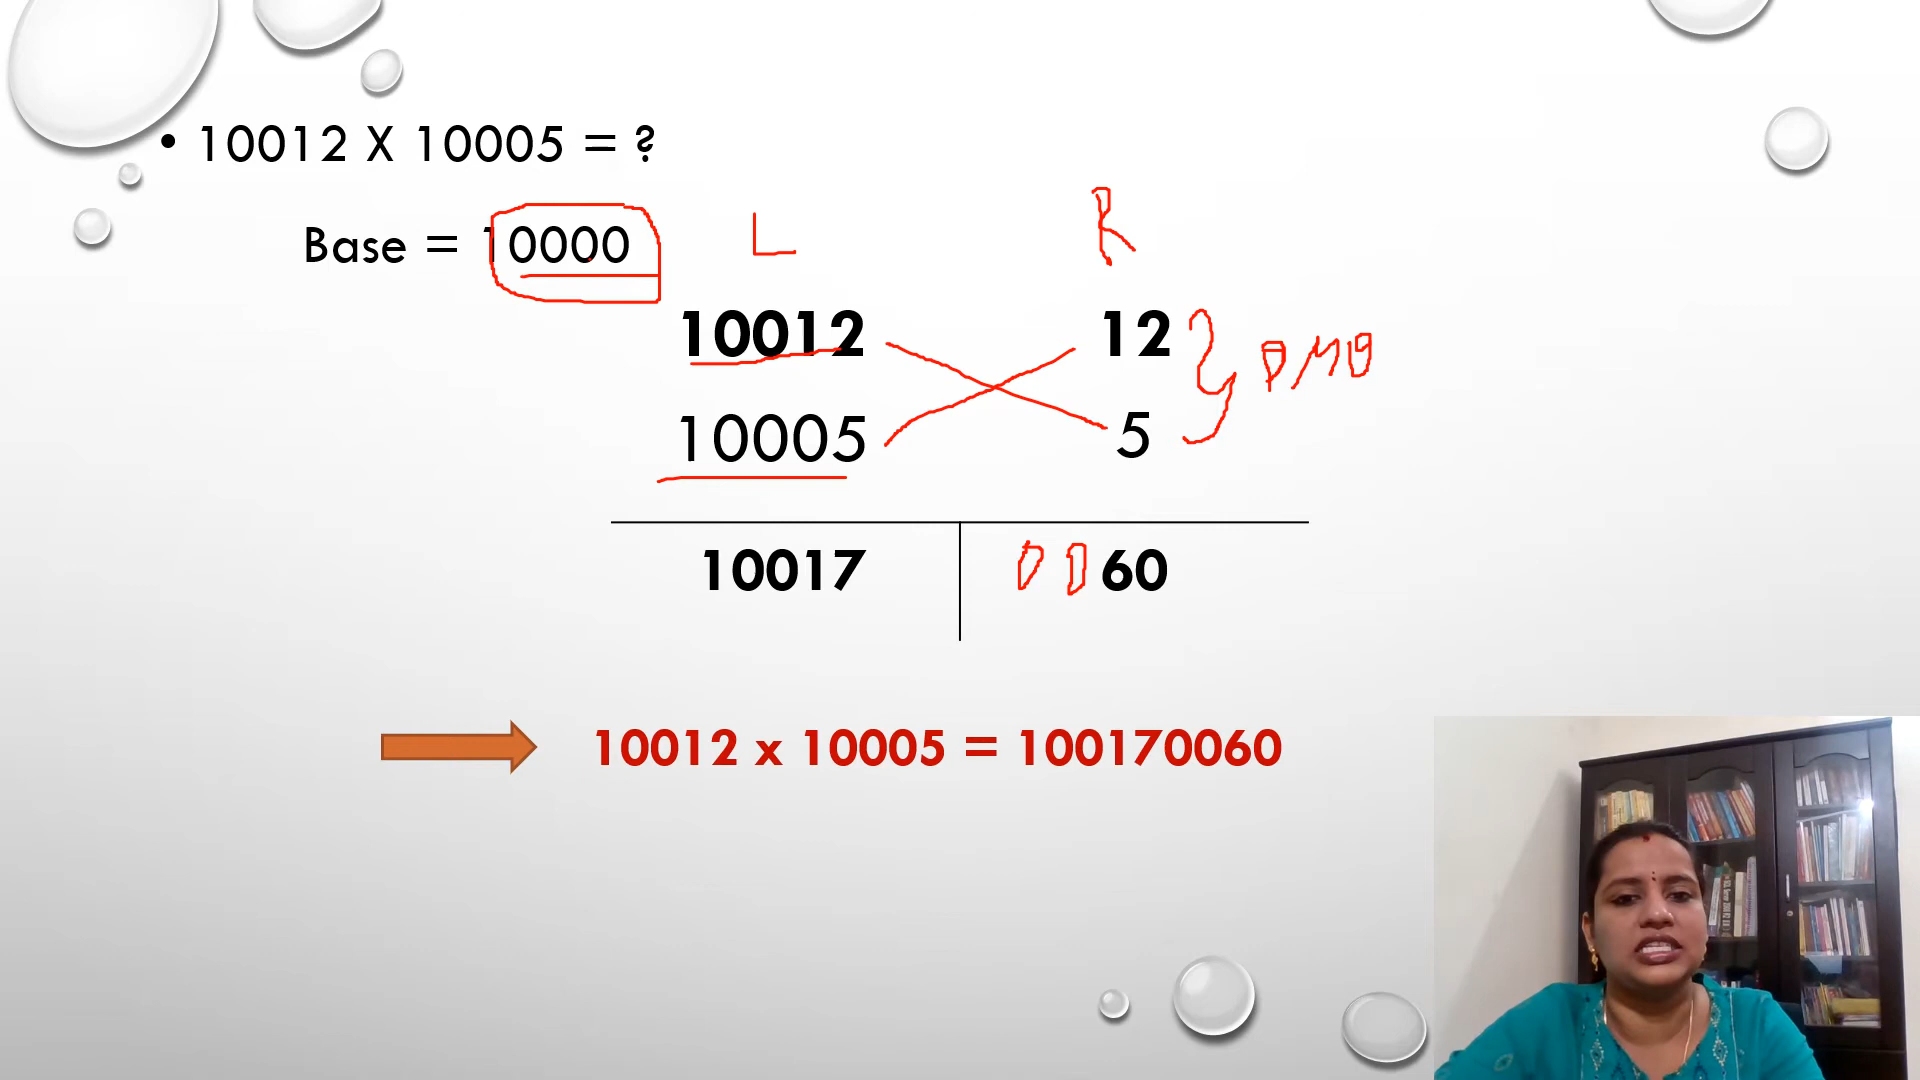 • 10012 X 10005 = ?
Base = 10000
L R
10012 12
10005 5
10017 0060
10012 x 10005 = 100170060